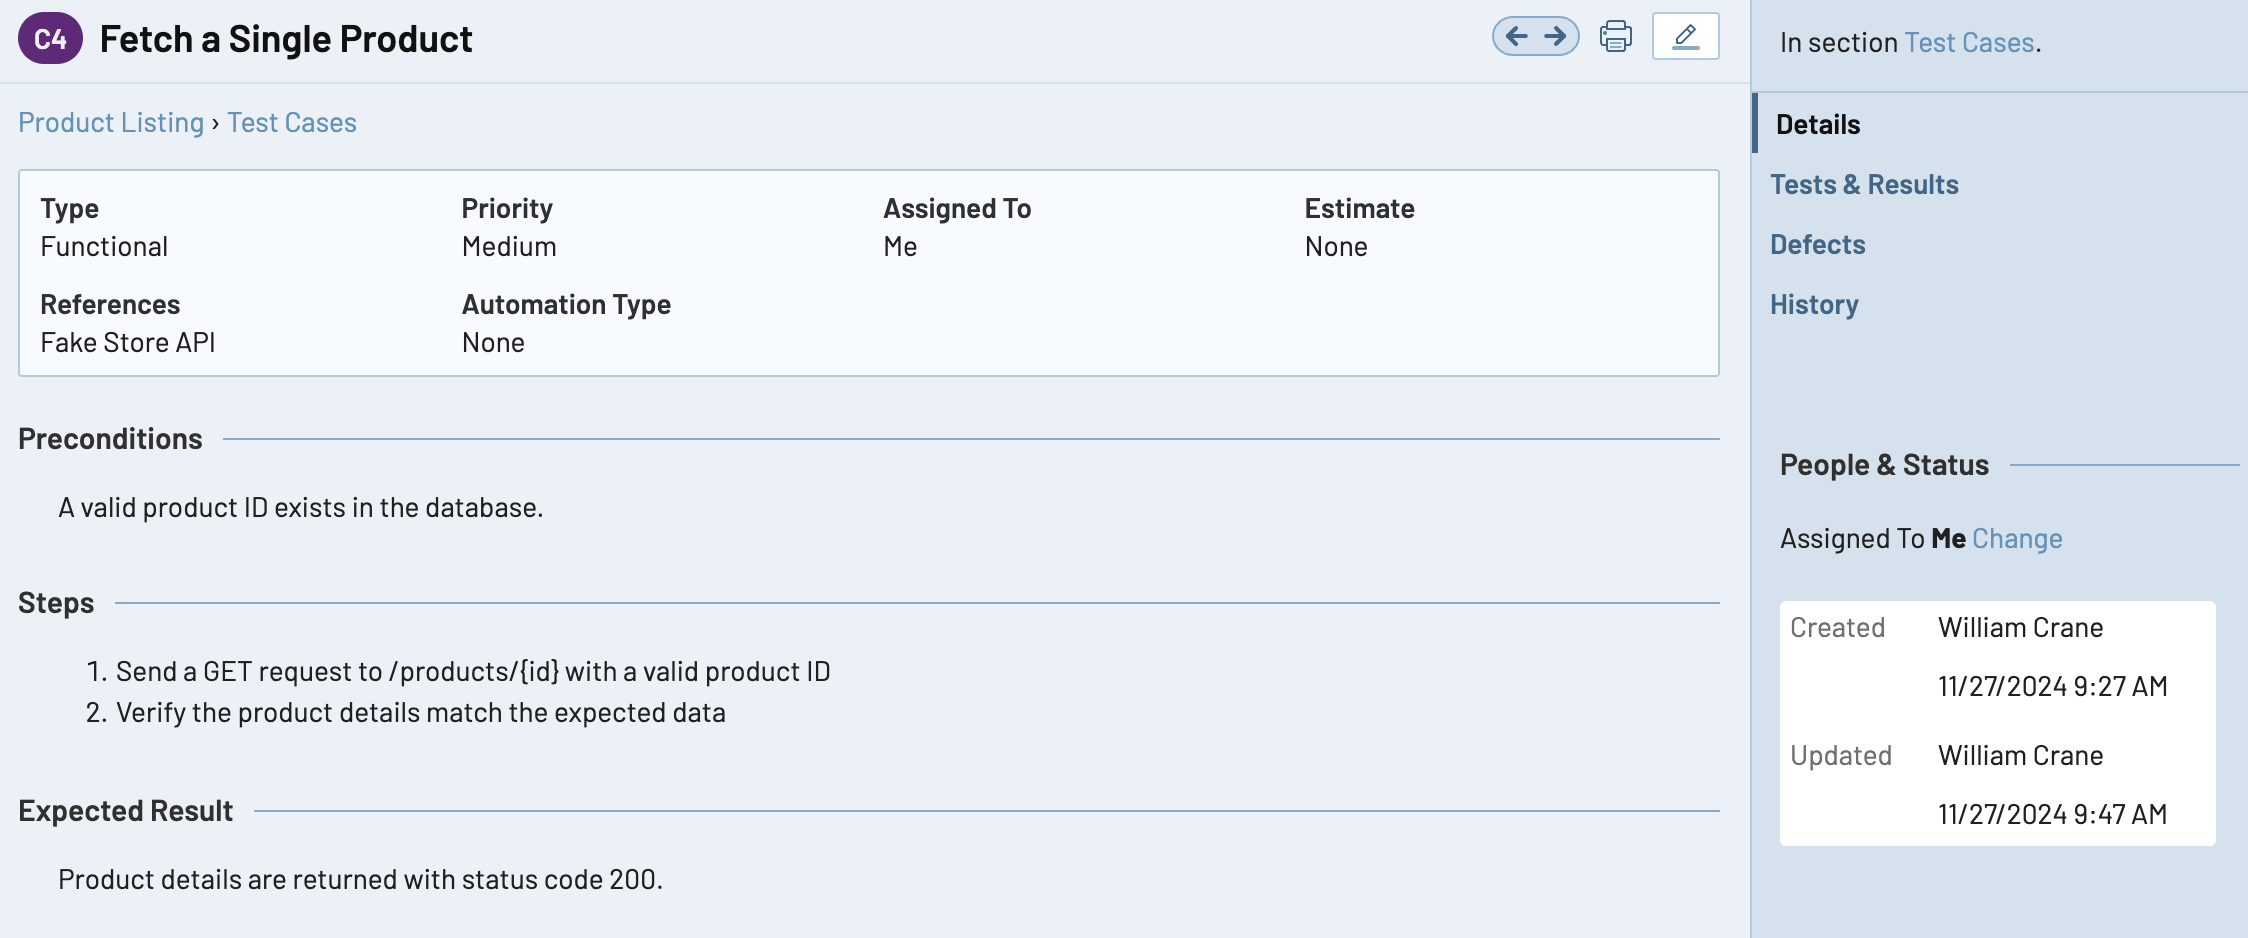 C4 Fetch a Single Product
Product Listing › Test Cases
Type Priority Assigned To Estimate
Functional Medium Me None
References Automation Type
Fake Store API None
Preconditions
A valid product ID exists in the database.
Steps
1. Send a GET request to /products/{id} with a valid product ID
2. Verify the product details match the expected data
Expected Result
Product details are returned with status code 200.
In section Test Cases.
Details
Tests & Results
Defects
History
People & Status
Assigned To Me Change
Created William Crane
11/27/2024 9:27 AM
Updated William Crane
11/27/2024 9:47 AM